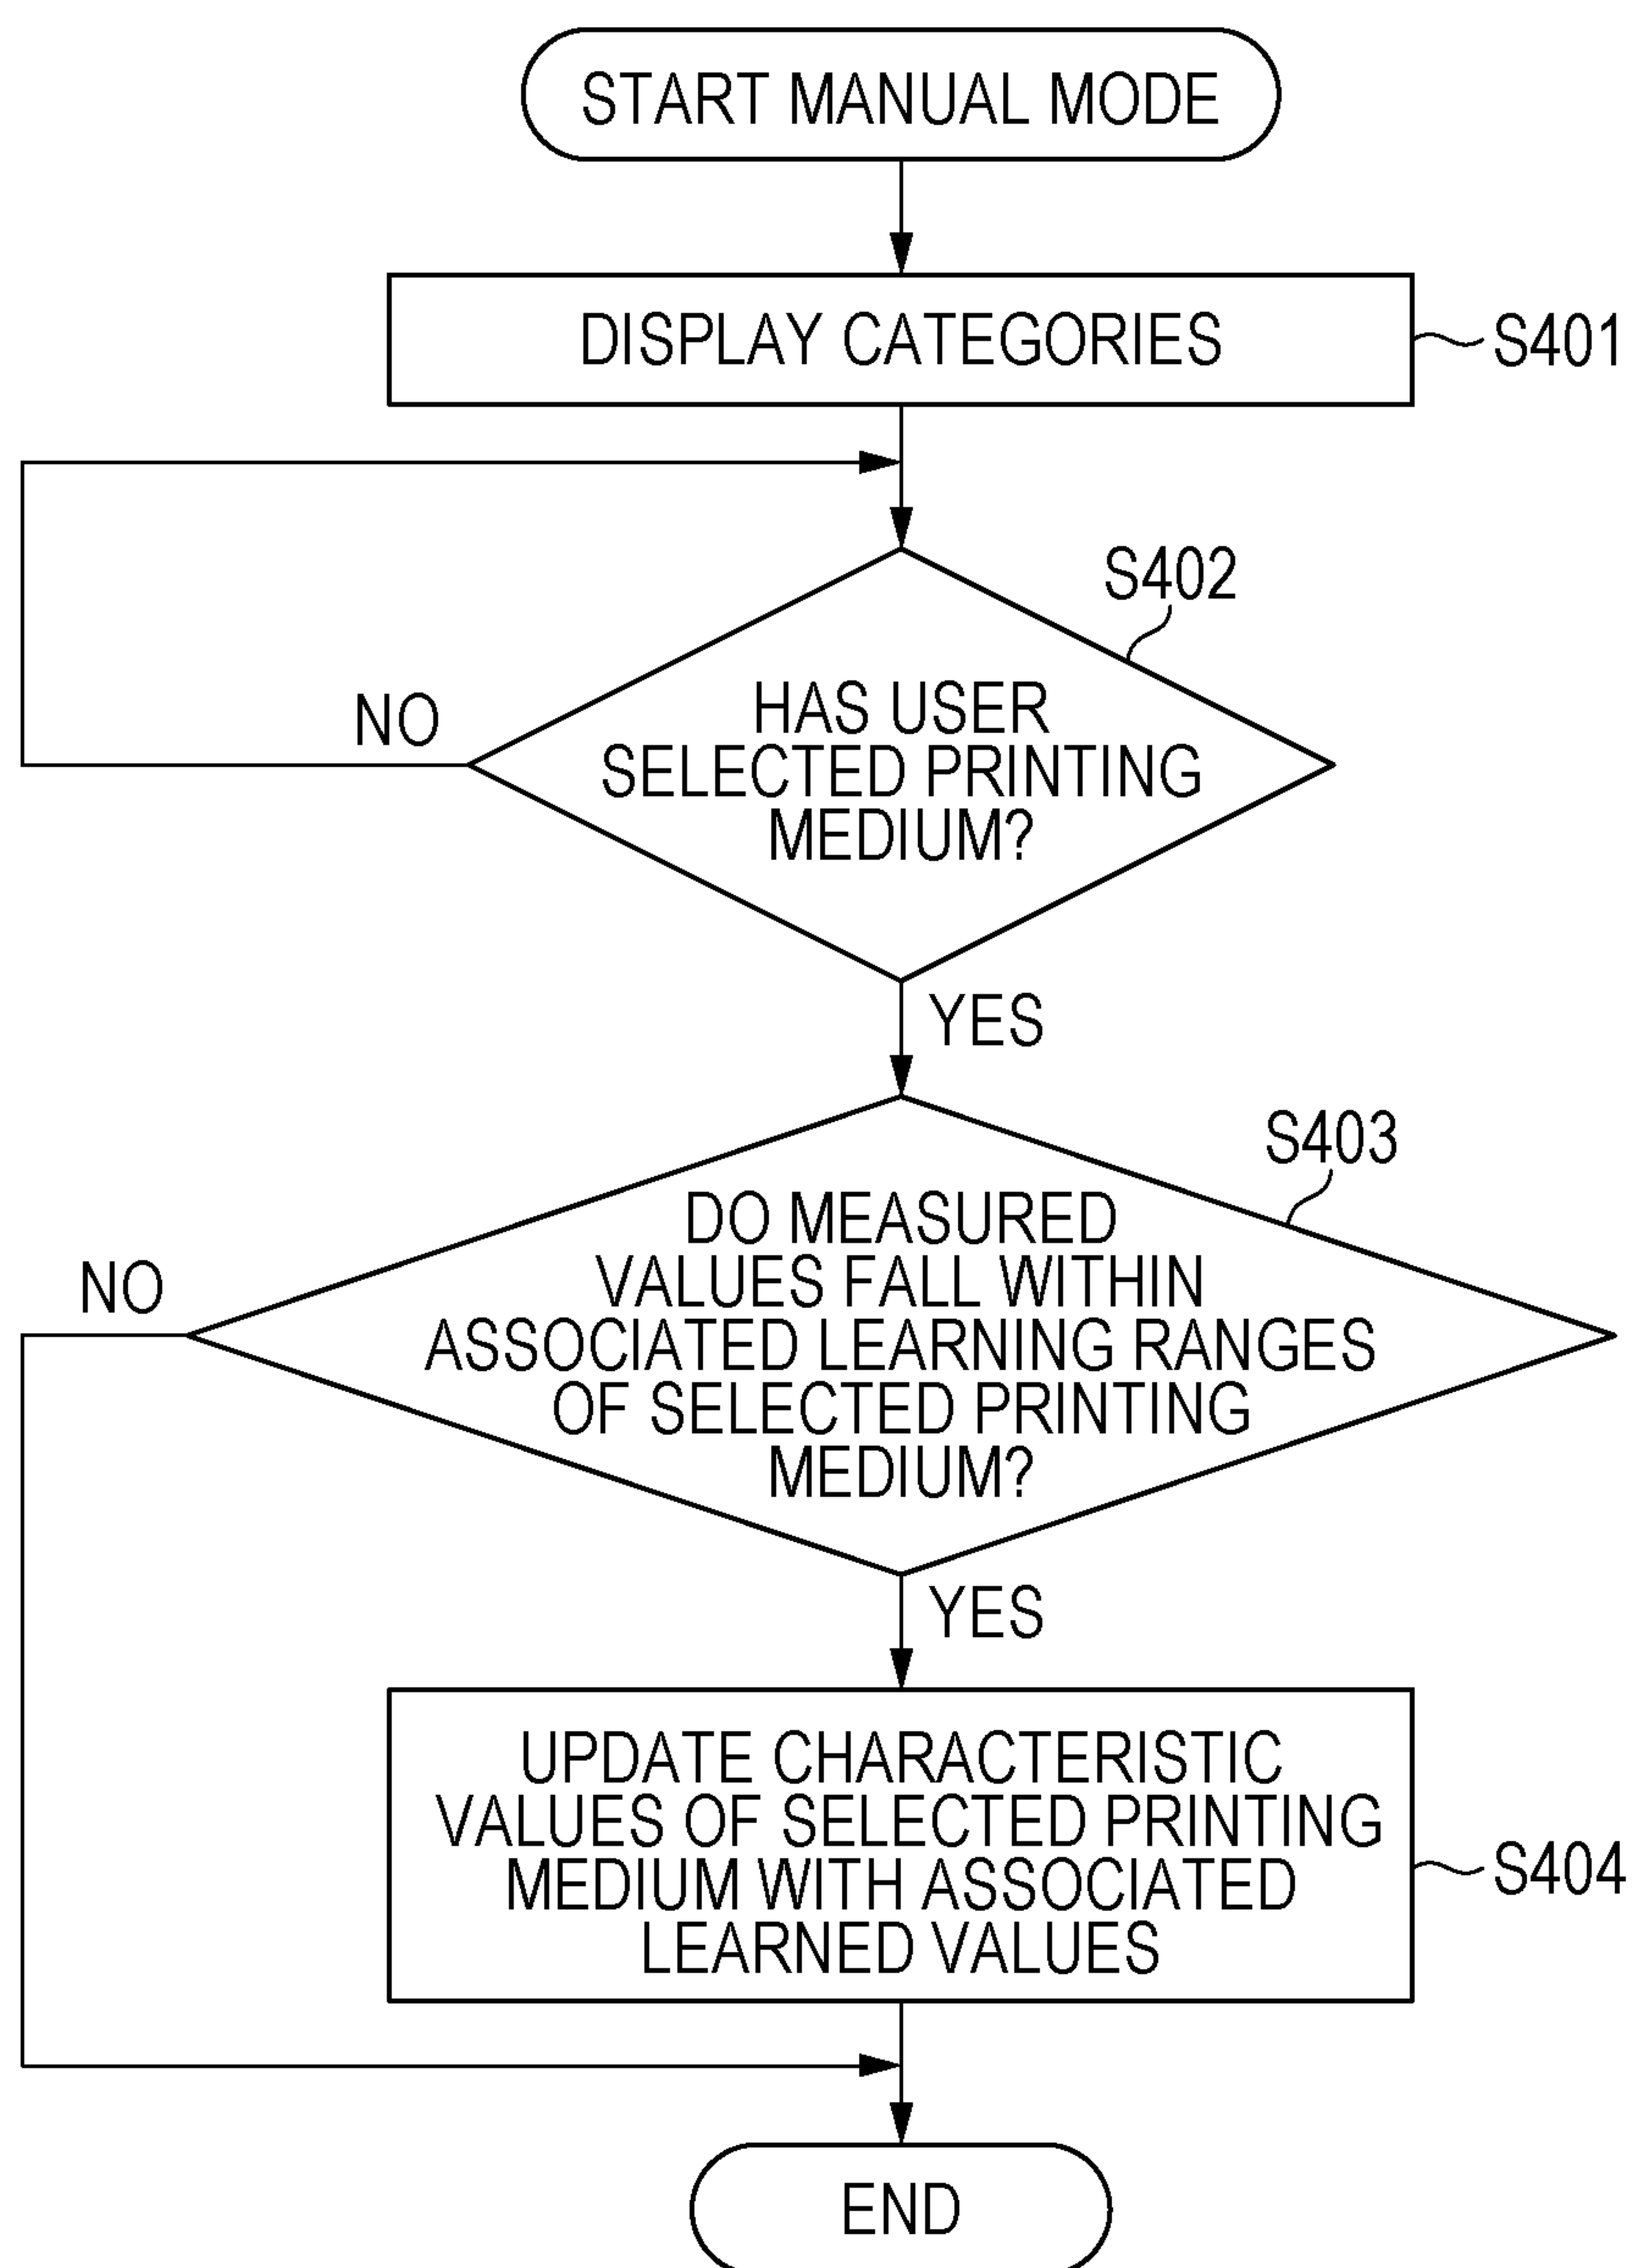 START MANUAL MODE
DISPLAY CATEGORIES
S401
S402
HAS USER
SELECTED PRINTING
MEDIUM?
NO
YES
S403
DO MEASURED
VALUES FALL WITHIN
ASSOCIATED LEARNING RANGES
OF SELECTED PRINTING
MEDIUM?
NO
YES
UPDATE CHARACTERISTIC
VALUES OF SELECTED PRINTING
MEDIUM WITH ASSOCIATED
LEARNED VALUES
S404
END